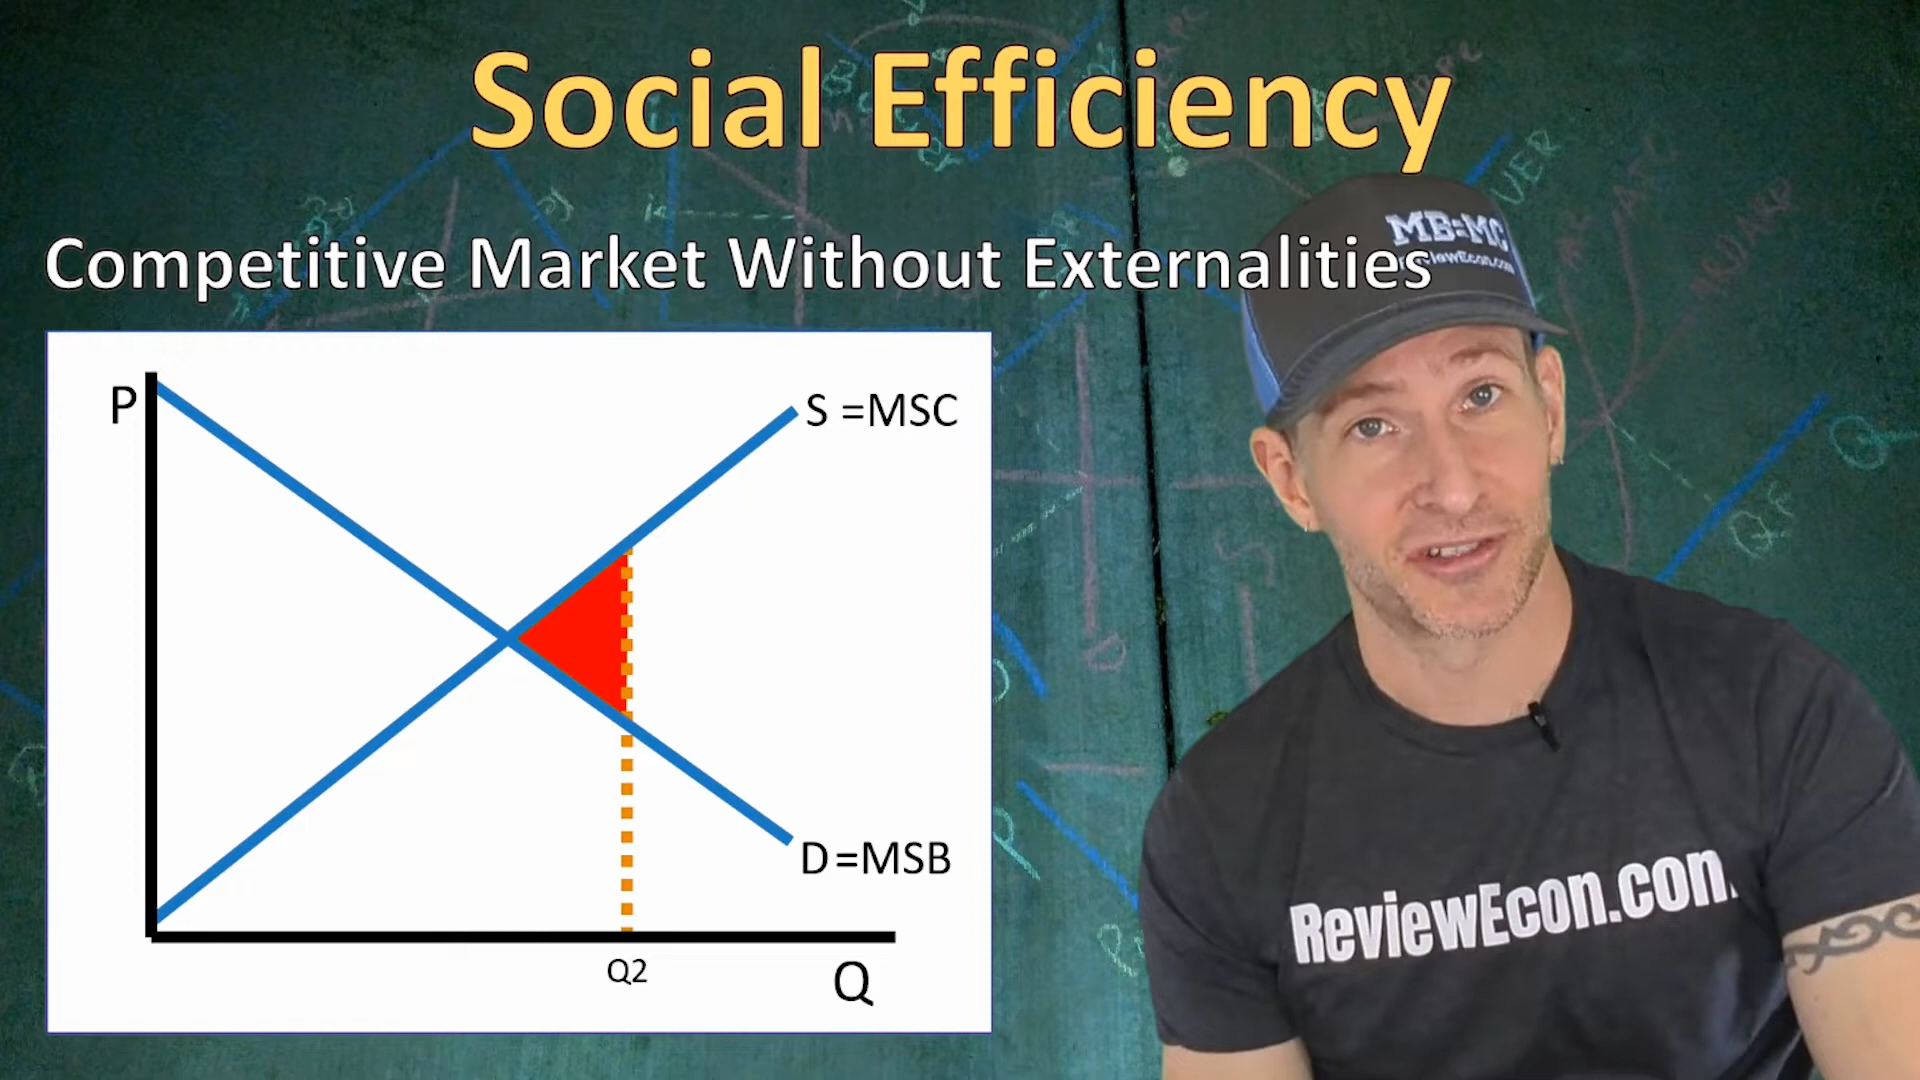 Social Efficiency
MB=MC
Competitive Market Without Externalities
P
S =MSC
D=MSB
Q2
Q
ReviewEcon.com